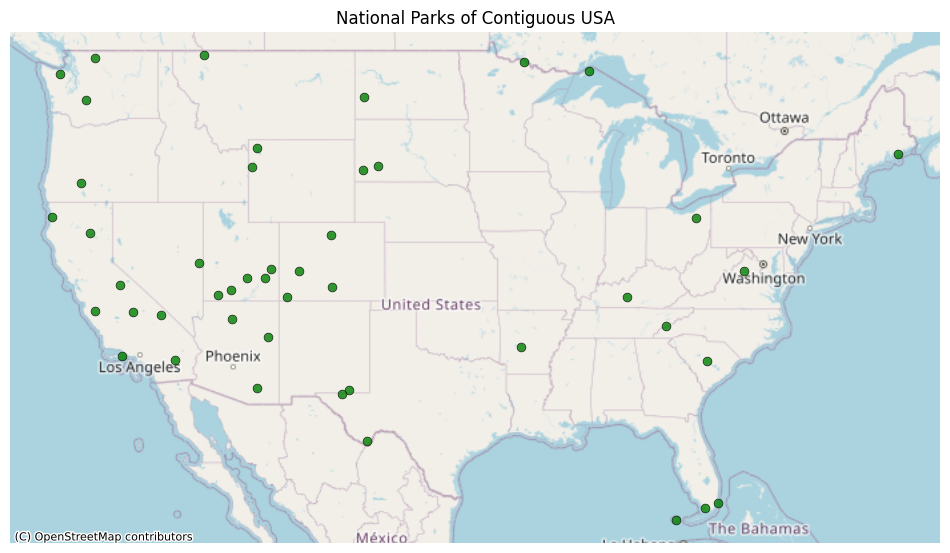 National Parks of Contiguous USA
Ottawa
Toronto
New York
Washington
United States
Phoenix
Los Angeles
The Bahamas
México
(C) OpenStreetMap contributors